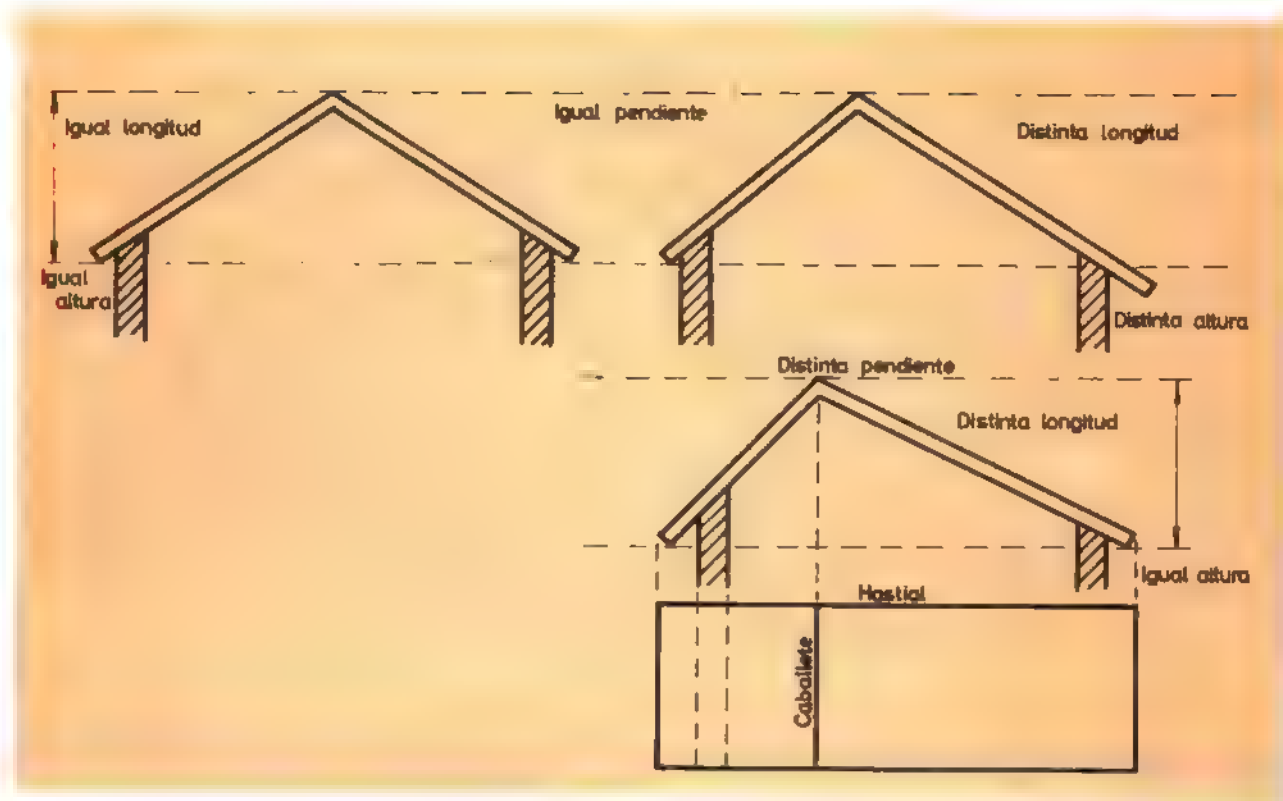 Igual pendiente
Igual longitud
Distinta longitud
Igual
altura
Distinta altura
Distinta pendiente
Distinta longitud
Igual altura
Hastial
Caballete